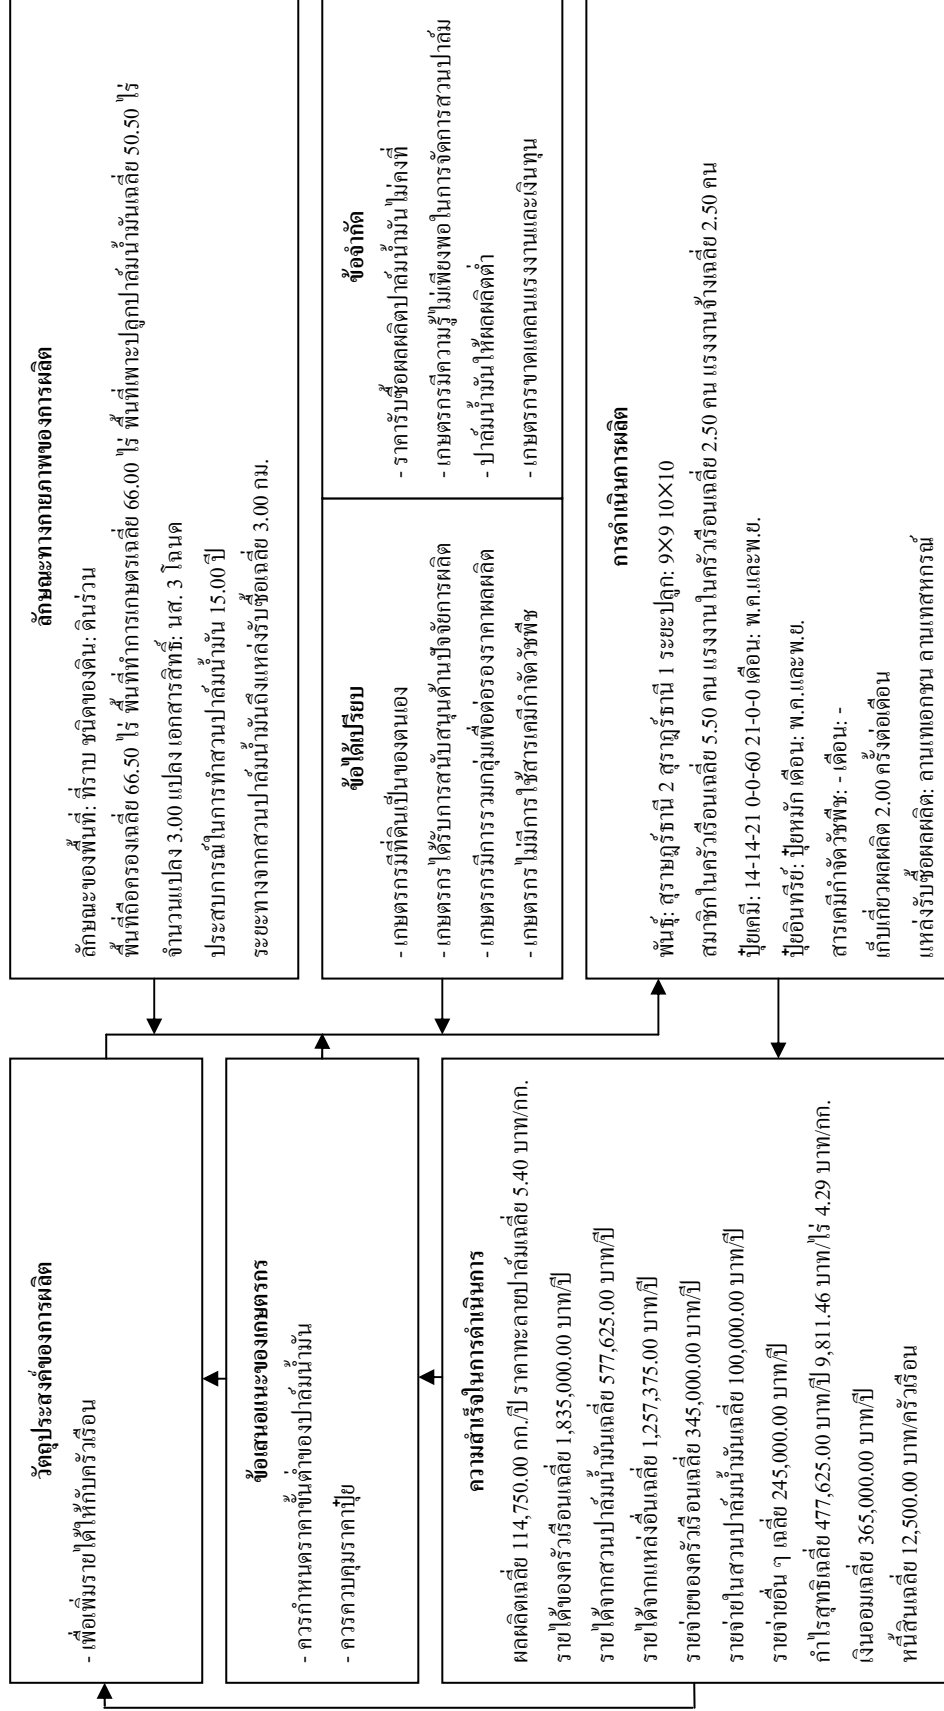 วัตถุประสงค์ของการผลิต
- เพื่อเพิ่มรายได้ให้กับครัวเรือน
ข้อเสนอแนะของเกษตรกร
- ควรกำหนดราคาขั้นต่ำของปาล์มน้ำมัน
- ควรควบคุมราคาปุ๋ย
ความสำเร็จในการดำเนินการ
ผลผลิตเฉลี่ย 114,750.00 กก./ปี ราคาทะลายปาล์มเฉลี่ย 5.40 บาท/กก.
รายได้ของครัวเรือนเฉลี่ย 1,835,000.00 บาท/ปี
รายได้จากสวนปาล์มน้ำมันเฉลี่ย 577,625.00 บาท/ปี
รายได้จากแหล่งอื่นเฉลี่ย 1,257,375.00 บาท/ปี
รายจ่ายของครัวเรือนเฉลี่ย 345,000.00 บาท/ปี
รายจ่ายในสวนปาล์มน้ำมันเฉลี่ย 100,000.00 บาท/ปี
รายจ่ายอื่น ๆ เฉลี่ย 245,000.00 บาท/ปี
กำไรสุทธิเฉลี่ย 477,625.00 บาท/ปี 9,811.46 บาท/ไร่ 4.29 บาท/กก.
เงินออมเฉลี่ย 365,000.00 บาท/ปี
หนี้สินเฉลี่ย 12,500.00 บาท/ครัวเรือน
ลักษณะทางกายภาพของการผลิต
ลักษณะของพื้นที่: ที่ราบ ชนิดของดิน: ดินร่วน
พื้นที่ถือครองเฉลี่ย 66.50 ไร่ พื้นที่ทำการเกษตรเฉลี่ย 66.00 ไร่ พื้นที่เพาะปลูกปาล์มน้ำมันเฉลี่ย 50.50 ไร่
จำนวนแปลง 3.00 แปลง เอกสารสิทธิ์: นส. 3 โฉนด
ประสบการณ์ในการทำสวนปาล์มน้ำมัน 15.00 ปี
ระยะทางจากสวนปาล์มน้ำมันถึงแหล่งรับซื้อเฉลี่ย 3.00 กม.
ข้อได้เปรียบ
- เกษตรกรมีที่ดินเป็นของตนเอง
- เกษตรกรได้รับการสนับสนุนด้านปัจจัยการผลิต
- เกษตรกรมีการรวมกลุ่มเพื่อต่อรองราคาผลผลิต
- เกษตรกรไม่มีการใช้สารเคมีกำจัดวัชพืช
ข้อจำกัด
- ราคารับซื้อผลผลิตปาล์มน้ำมันไม่คงที่
- เกษตรกรมีความรู้ไม่เพียงพอในการจัดการสวนปาล์ม
- ปาล์มน้ำมันให้ผลผลิตต่ำ
- เกษตรกรขาดแคลนแรงงานและเงินทุน
การดำเนินการผลิต
พันธุ์: สุราษฎร์ธานี 2 สุราฎร์ธานี 1 ระยะปลูก: 9×9 10×10
สมาชิกในครัวเรือนเฉลี่ย 5.50 คน แรงงานในครัวเรือนเฉลี่ย 2.50 คน แรงงานจ้างเฉลี่ย 2.50 คน
ปุ๋ยเคมี: 14-14-21 0-0-60 21-0-0 เดือน: พ.ค.และพ.ย.
ปุ๋ยอินทรีย์: ปุ๋ยหมัก เดือน: พ.ค.และพ.ย.
สารเคมีกำจัดวัชพืช: - เดือน: -
เก็บเกี่ยวผลผลิต 2.00 ครั้งต่อเดือน
แหล่งรับซื้อผลผลิต: ลานเทเอกชน ลานเทสหกรณ์